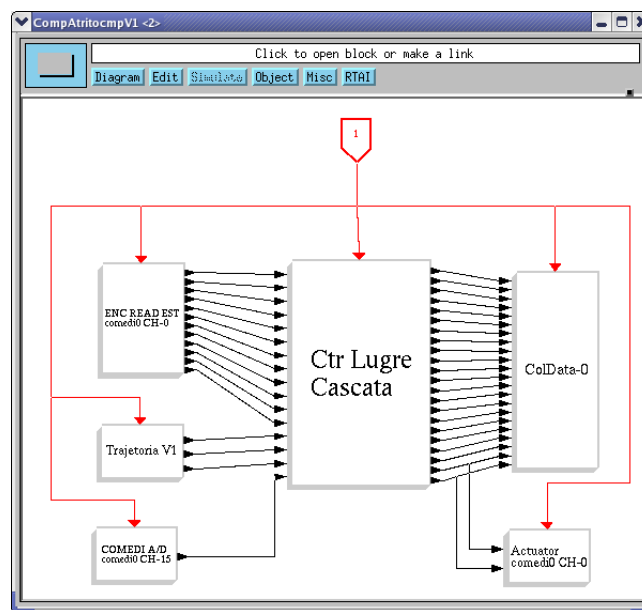 CompAtritocmpV1 <2>
Click to open block or make a link
Diagram Edit Simulate Object Misc RTAI
1
ENC READ EST
comedi0 CH-0
Ctr Lugre
Cascata
ColData-0
Trajetoria V1
COMEDI A/D
comedi0 CH-15
Actuator
comedi0 CH-0